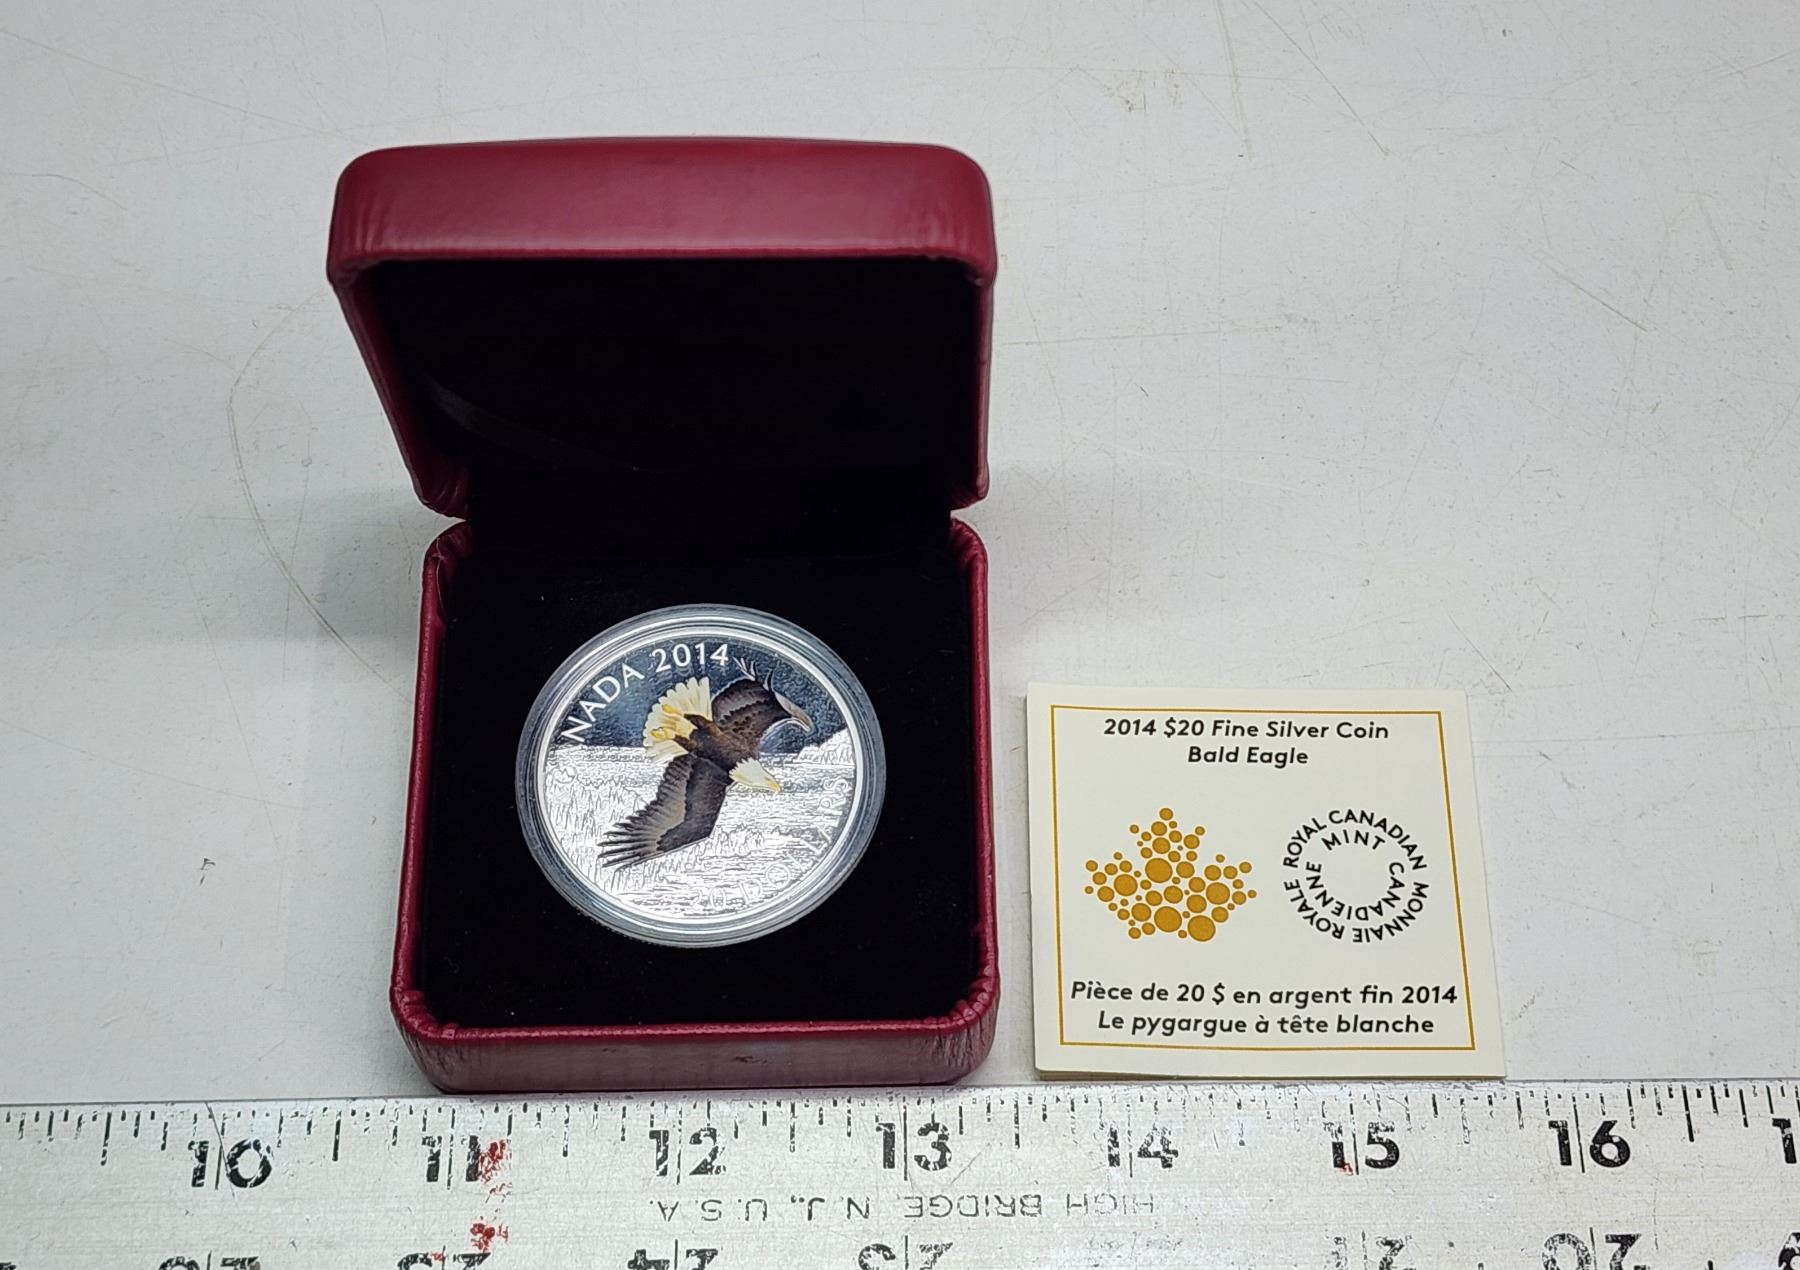 NADA 2014
20 DOLLARS
2014 $20 Fine Silver Coin
Bald Eagle
ROYAL CANADIAN MINT
MONNAIE ROYALE CANADIENNE
Pièce de 20 $ en argent fin 2014
Le pygargue à tête blanche
10 11 12 13 14 15 16
HIGH BRIDGE, N.J., U.S.A.